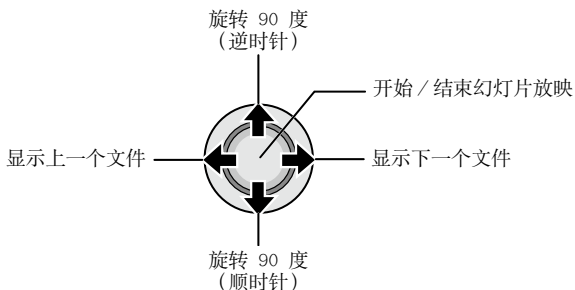 旋转 90 度
（逆时针）
开始／结束幻灯片放映
显示上一个文件
显示下一个文件
旋转 90 度
（顺时针）